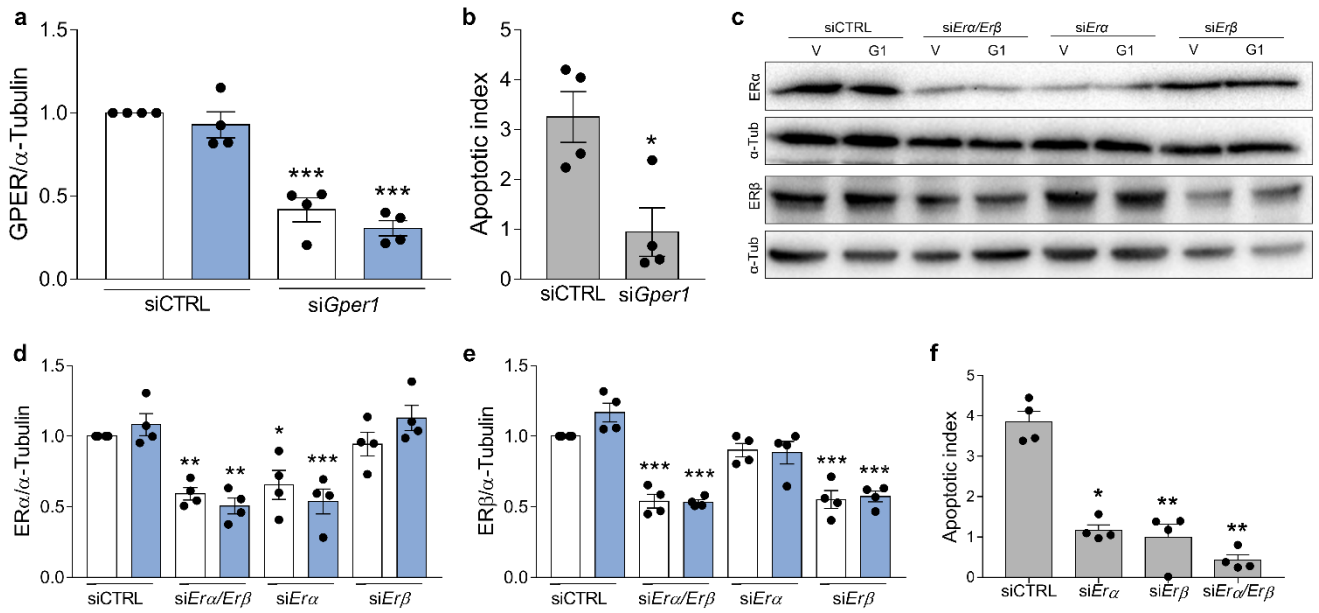 a
GPER/α-Tubulin
1.5
1.0
0.5
0.0
***
***
siCTRL
siGper1
b
Apoptotic index
5
4
3
2
1
0
*
siCTRL
siGper1
c
siCTRL siErα/Erβ siErα siErβ
V G1 V G1 V G1 V G1
ERα
α-Tub
ERβ
α-Tub
d
ERα/α-Tubulin
1.5
1.0
0.5
0.0
** ** * ***
siCTRL siErα/Erβ siErα siErβ
e
ERβ/α-Tubulin
1.5
1.0
0.5
0.0
*** *** *** ***
siCTRL siErα/Erβ siErα siErβ
f
Apoptotic index
5
4
3
2
1
0
* ** **
siCTRL siErα siErβ siErα/Erβ